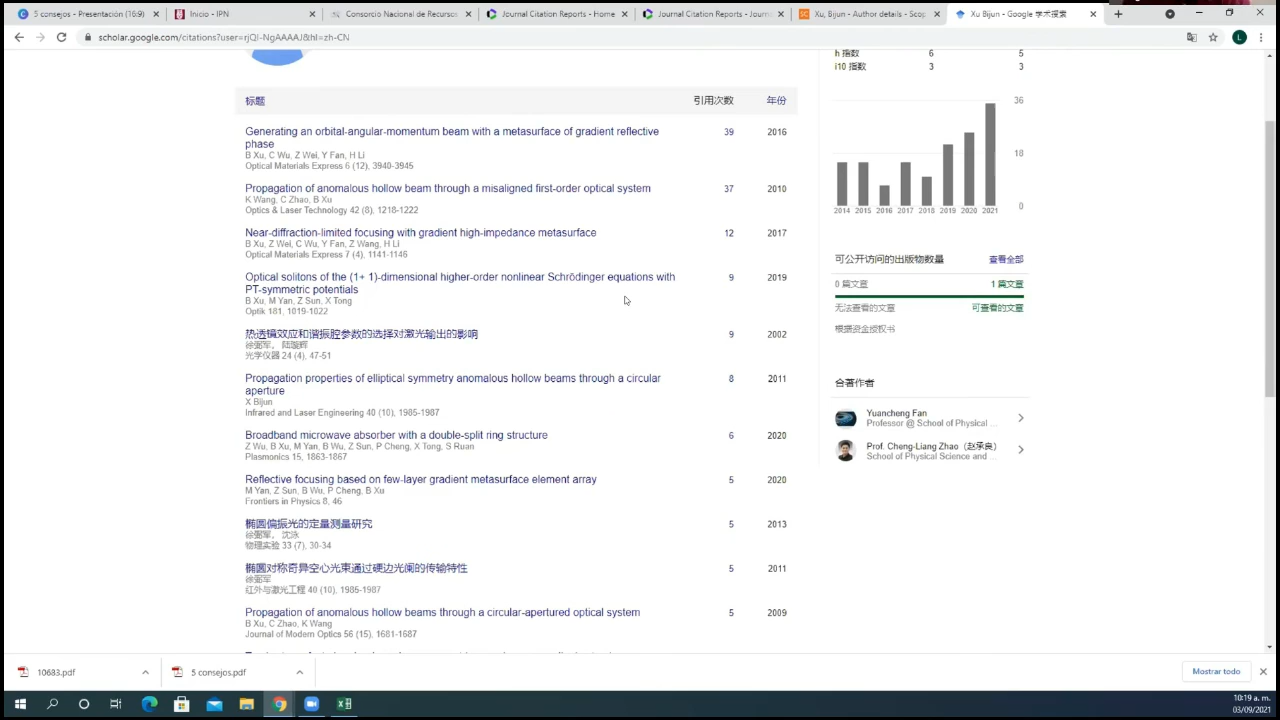 5 consejos - Presentación (16:9)
Inicio - IPN
Consorcio Nacional de Recursos
Journal Citation Reports - Home
Journal Citation Reports - Journa
Xu, Bijun - Author details - Scop
Xu Bijun - Google 学术搜索
scholar.google.com/citations?user=rjQI-NgAAAAJ&hl=zh-CN
L
h 指数 6 5
i10 指数 3 3
标题 引用次数 年份
Generating an orbital-angular-momentum beam with a metasurface of gradient reflective 39 2016
phase
B Xu, C Wu, Z Wei, Y Fan, H Li
Optical Materials Express 6 (12), 3940-3945
Propagation of anomalous hollow beam through a misaligned first-order optical system 37 2010
K Wang, C Zhao, B Xu
Optics & Laser Technology 42 (8), 1218-1222
Near-diffraction-limited focusing with gradient high-impedance metasurface 12 2017
B Xu, Z Wei, C Wu, Y Fan, Z Wang, H Li
Optical Materials Express 7 (4), 1141-1146
Optical solitons of the (1+ 1)-dimensional higher-order nonlinear Schrödinger equations with 9 2019
PT-symmetric potentials
B Xu, M Yan, Z Sun, X Tong
Optik 181, 1019-1022
热透镜效应和谐振腔参数的选择对激光输出的影响 9 2002
徐弼军， 陆璇辉
光学仪器 24 (4), 47-51
Propagation properties of elliptical symmetry anomalous hollow beams through a circular 8 2011
aperture
X Bijun
Infrared and Laser Engineering 40 (10), 1985-1987
Broadband microwave absorber with a double-split ring structure 6 2020
Z Wu, B Xu, M Yan, B Wu, Z Sun, P Cheng, X Tong, S Ruan
Plasmonics 15, 1863-1867
Reflective focusing based on few-layer gradient metasurface element array 5 2020
M Yan, Z Sun, B Wu, P Cheng, B Xu
Frontiers in Physics 8, 46
椭圆偏振光的定量测量研究 5 2013
徐弼军， 沈泳
物理实验 33 (7), 30-34
椭圆对称奇异空心光束通过硬边光阑的传输特性 5 2011
徐弼军
红外与激光工程 40 (10), 1985-1987
Propagation of anomalous hollow beams through a circular-apertured optical system 5 2009
B Xu, C Zhao, K Wang
Journal of Modern Optics 56 (15), 1681-1687
36
18
0
2014 2015 2016 2017 2018 2019 2020 2021
可公开访问的出版物数量 查看全部
0 篇文章 1 篇文章
无法查看的文章 可查看的文章
根据资金授权书
合著作者
Yuancheng Fan
Professor @ School of Physical ...
Prof. Cheng-Liang Zhao（赵承良）
School of Physical Science and ...
10683.pdf
5 consejos.pdf
Mostrar todo
10:19 a. m.
03/09/2021